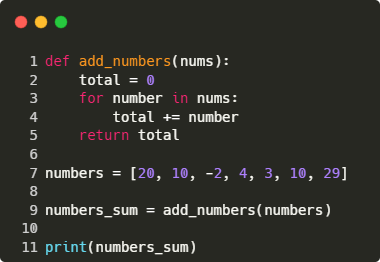 1 def add_numbers(nums):
2     total = 0
3     for number in nums:
4         total += number
5     return total
6
7 numbers = [20, 10, -2, 4, 3, 10, 29]
8
9 numbers_sum = add_numbers(numbers)
10
11 print(numbers_sum)